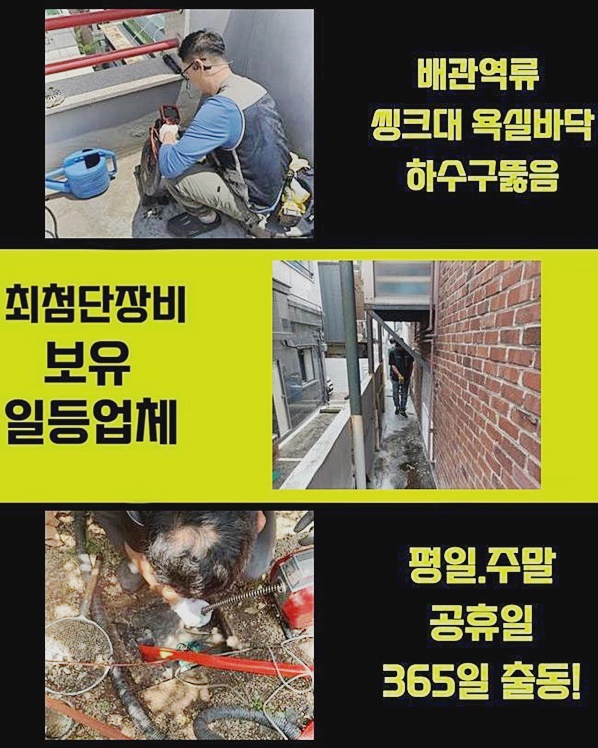 배관역류
씽크대 욕실바닥
하수구뚫음
최첨단장비
보유
일등업체
평일.주말
공휴일
365일 출동!